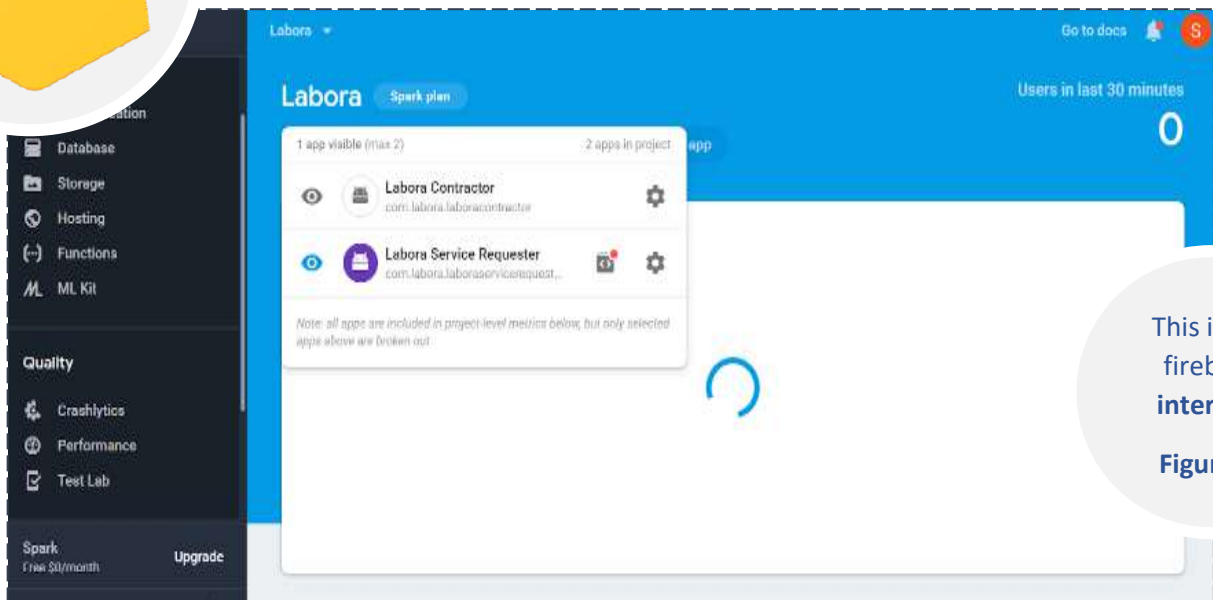 Labora
Go to docs
S
Labora Spark plan
Users in last 30 minutes
0
Database
Storage
Hosting
Functions
ML Kit
Quality
Crashlytics
Performance
Test Lab
Spark
Free $0/month
Upgrade
1 app visible (max 2) 2 apps in project
app
Labora Contractor
com.labora.laboracontractor
Labora Service Requester
com.labora.laboraservicerequest...
Note: all apps are included in project-level metrics below, but only selected
apps above are broken out
This i
fireb
inter
Figur